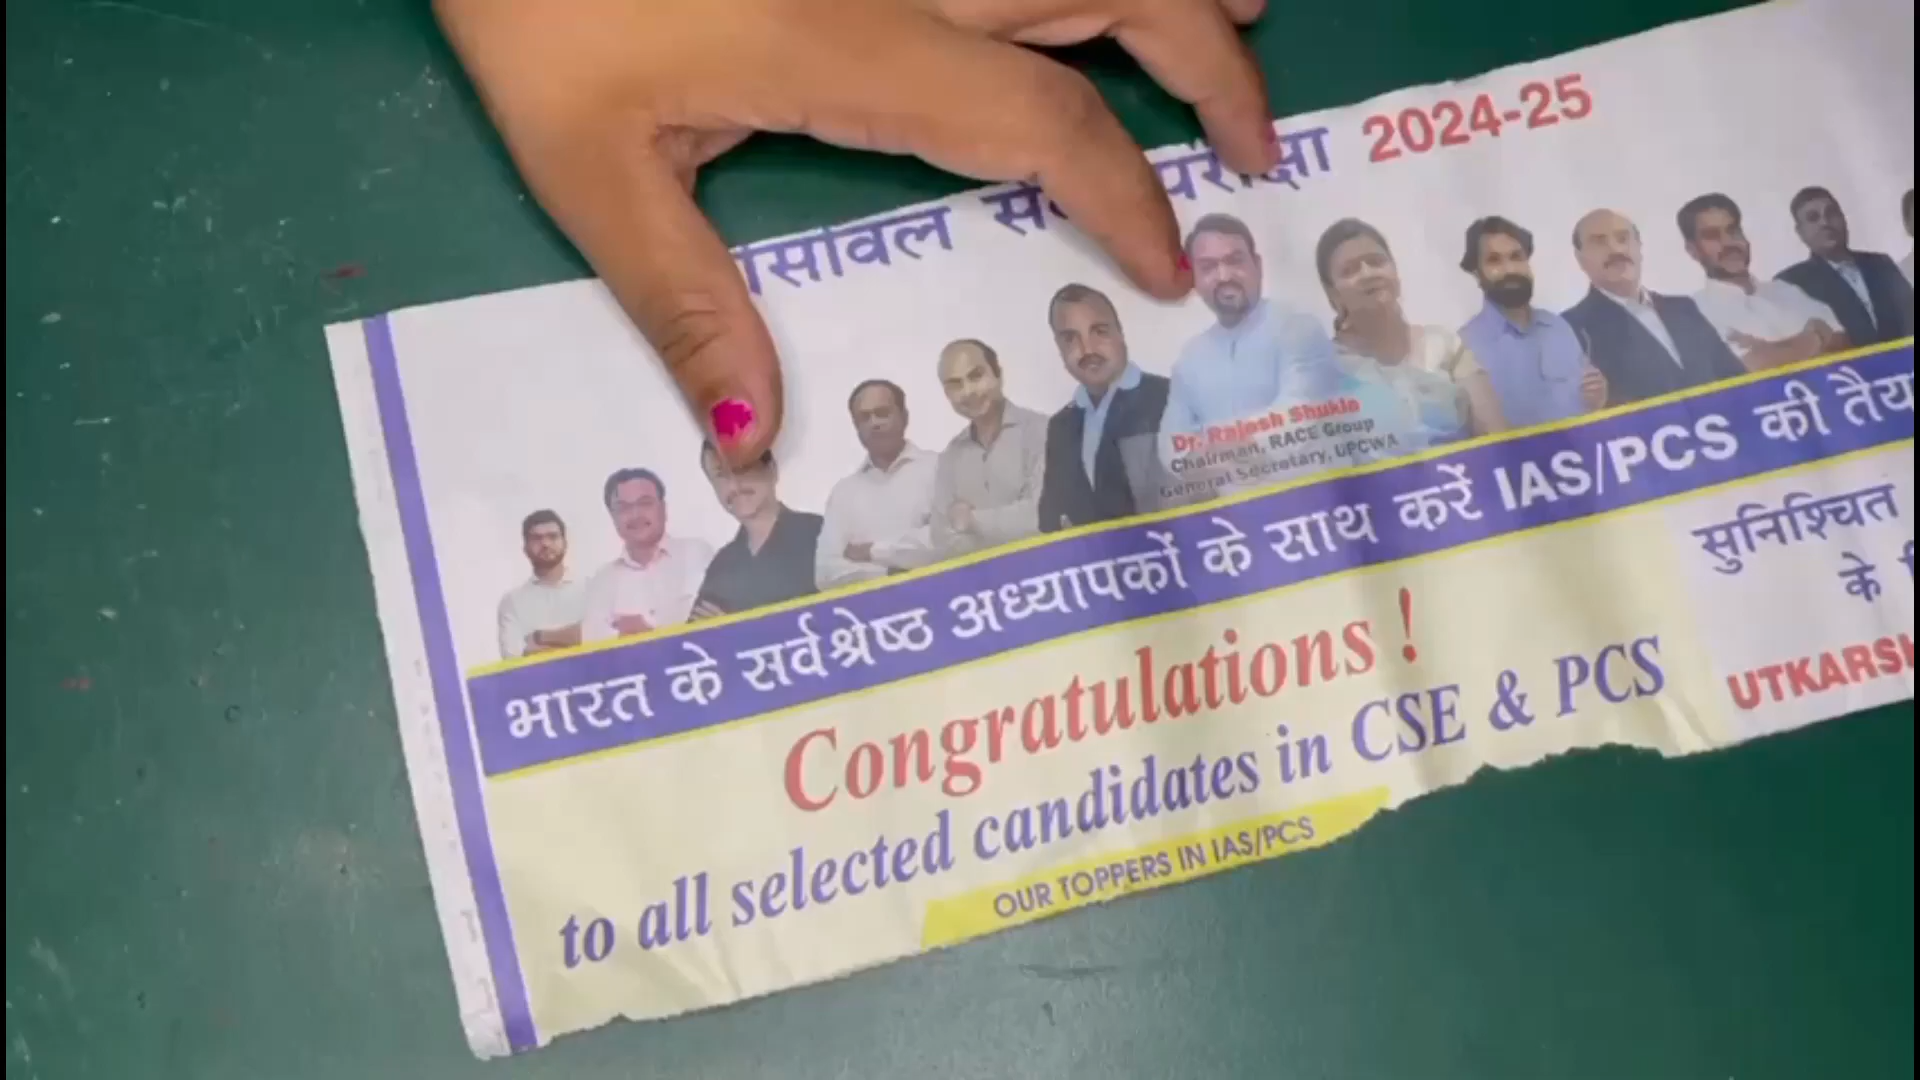 सिविल परीक्षा 2024-25
Dr. Rajesh Shukla
Chairman, RACE Group
General Secretary, UPCWA
भारत के सर्वश्रेष्ठ अध्यापकों के साथ करें IAS/PCS की
Congratulations !
to all selected candidates in CSE & PCS
OUR TOPPERS IN IAS/PCS
सुनिश्चित
के